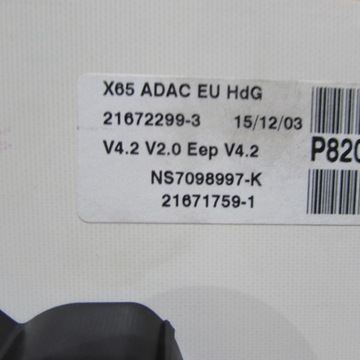 X65 ADAC EU HdG
21672299-3 15/12/03
V4.2 V2.0 Eep V4.2 P820
NS7098997-K
21671759-1